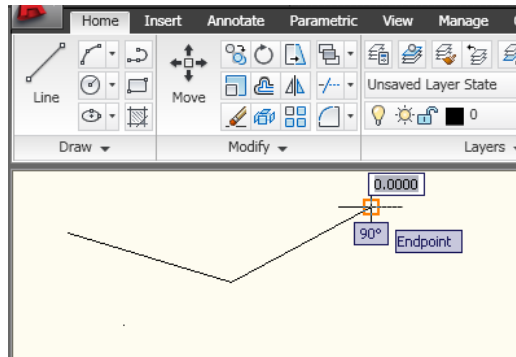 Home Insert Annotate Parametric View Manage
Line
Move
Unsaved Layer State
0
Draw
Modify
Layers
0.0000
90°
Endpoint